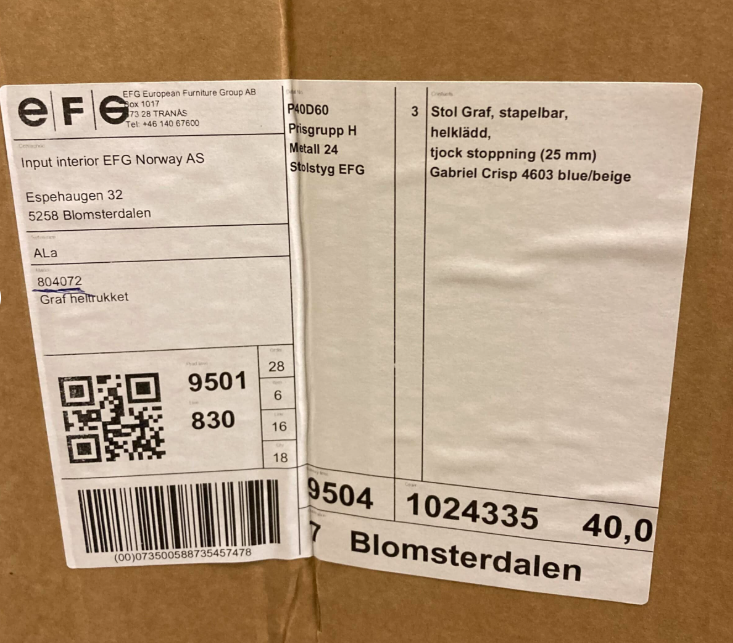 EFG
EFG European Furniture Group AB
Box 1017
573 28 TRANÅS
Tel: +46 140 67600
Input interior EFG Norway AS
Espehaugen 32
5258 Blomsterdalen
ALa
804072
Graf heltrukket
9501
830
28
6
16
18
(00)073500588735457478
P40D60
Prisgrupp H
Metall 24
Stolstyg EFG
3
Stol Graf, stapelbar,
helklädd,
tjock stoppning (25 mm)
Gabriel Crisp 4603 blue/beige
9504
1024335
40,0
7
Blomsterdalen